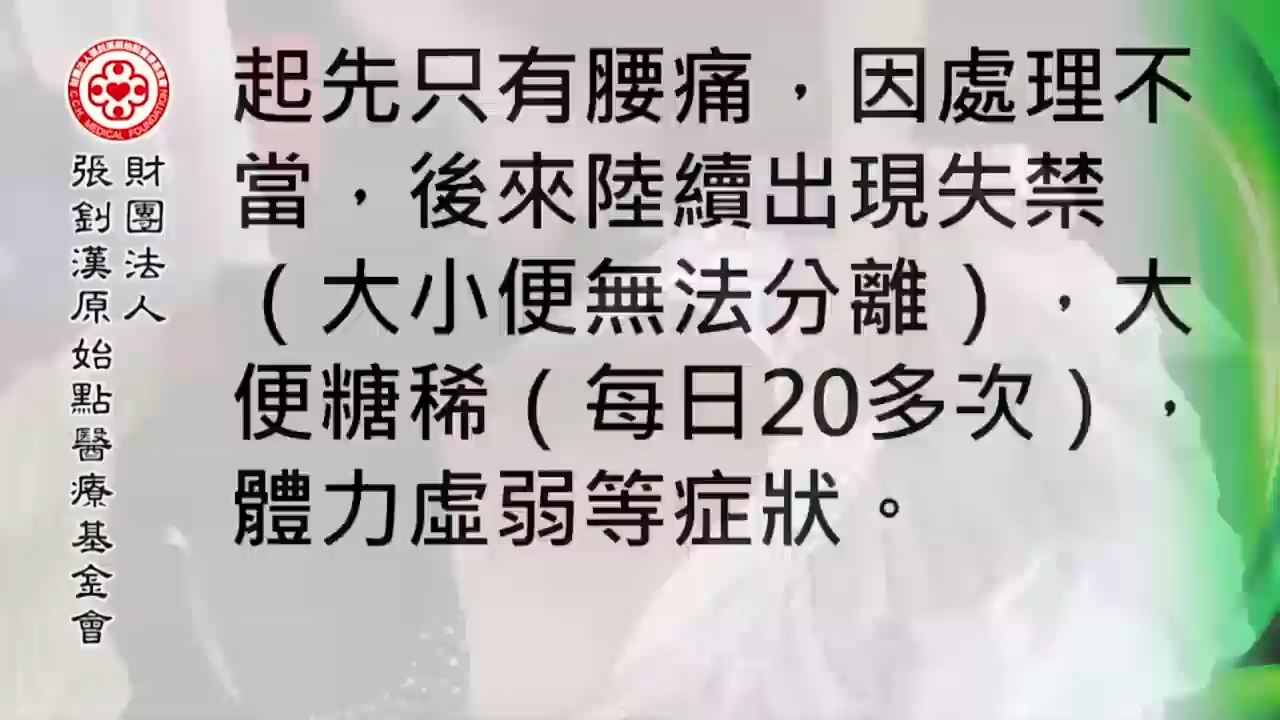 起先只有腰痛，因處理不
當，後來陸續出現失禁
（大小便無法分離），大
便糖稀（每日20多次），
體力虛弱等症狀。
財團法人
張釗漢原始點醫療基金會
C.C.H. MEDICAL FOUNDATION